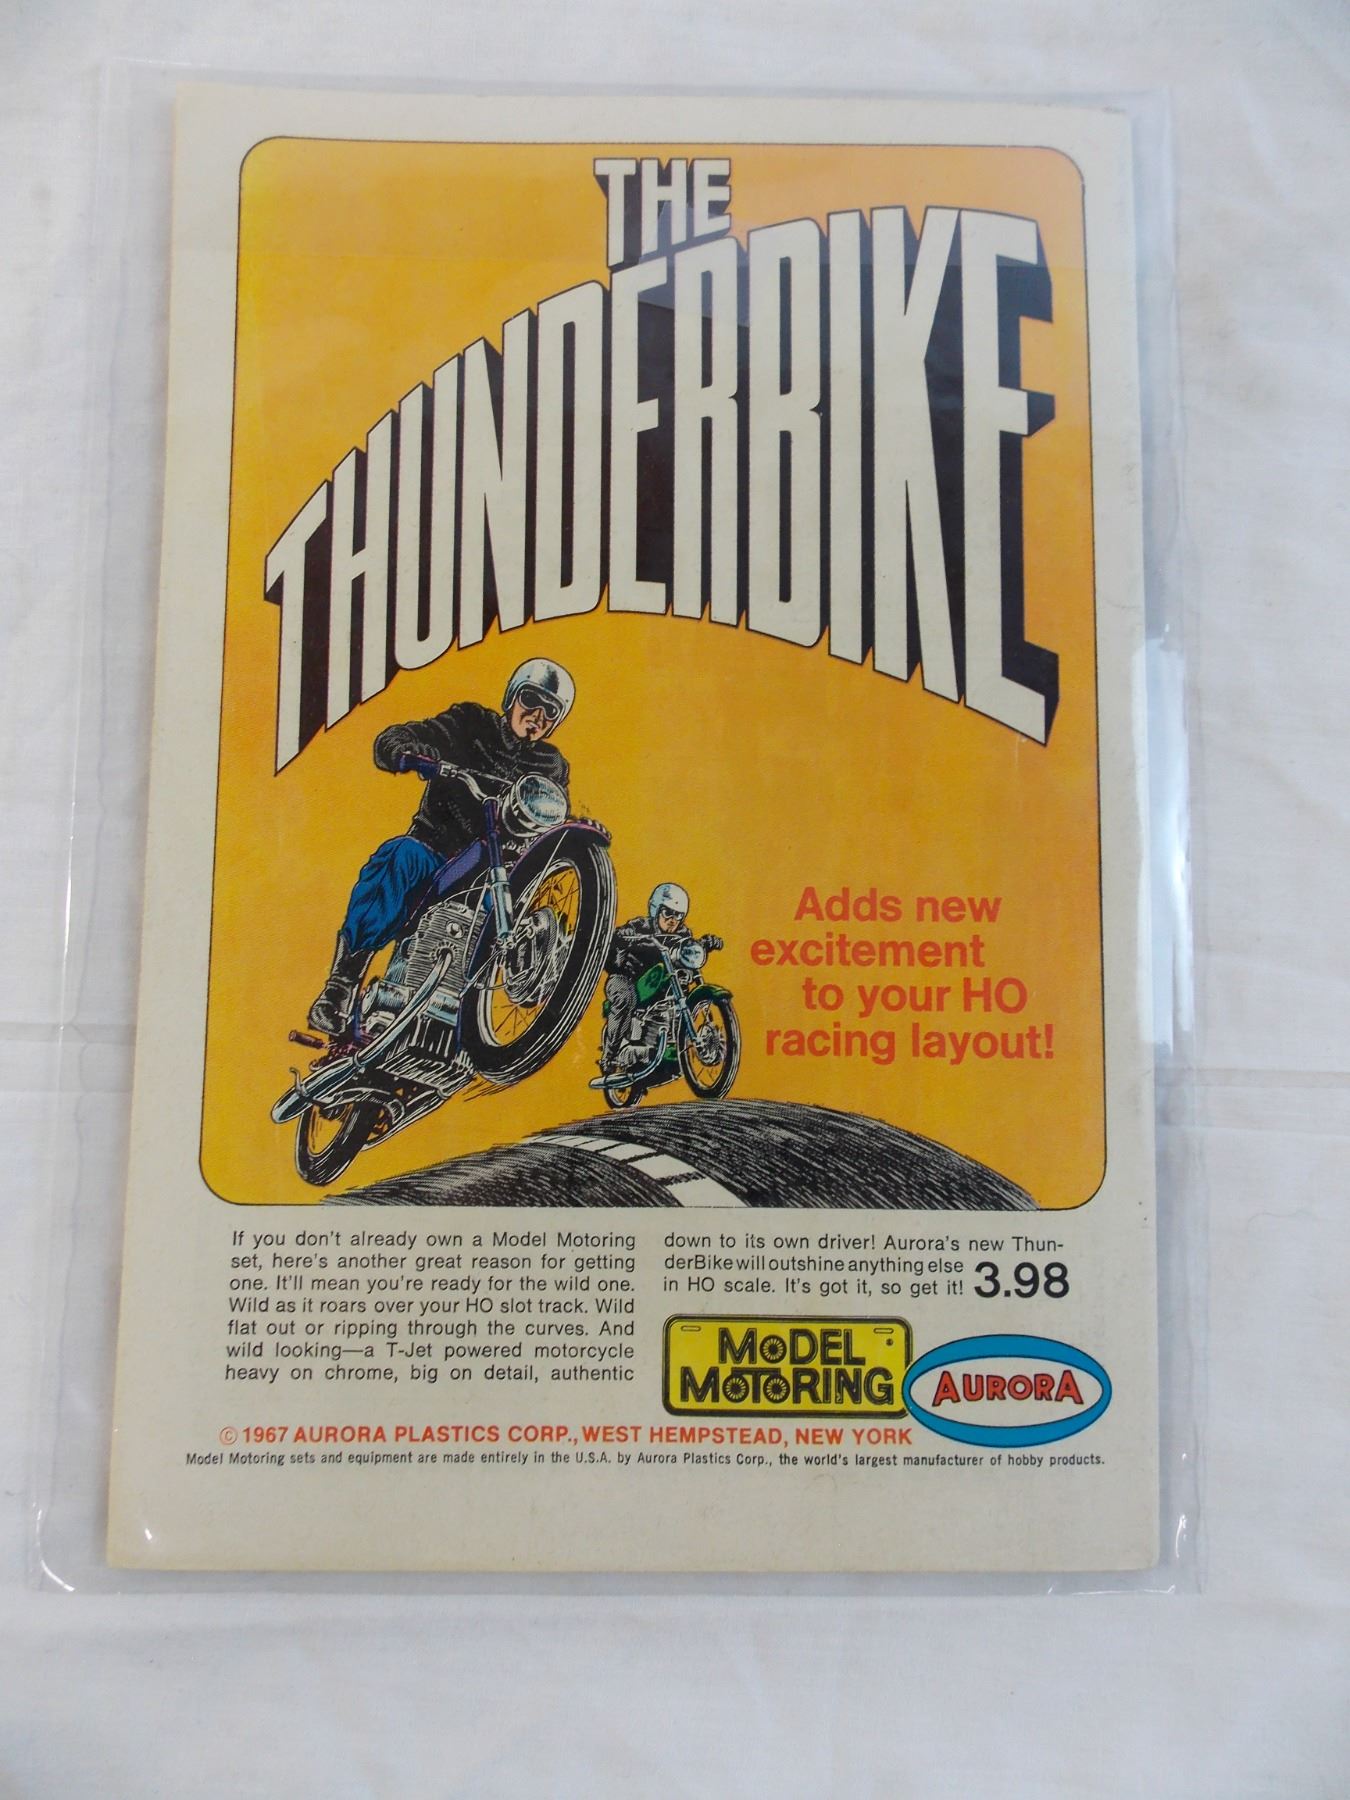 THE
THUNDERBIKE
Adds new
excitement
to your HO
racing layout!
If you don't already own a Model Motoring
set, here's another great reason for getting
one. It'll mean you're ready for the wild one.
Wild as it roars over your HO slot track. Wild
flat out or ripping through the curves. And
wild looking—a T-Jet powered motorcycle
heavy on chrome, big on detail, authentic
down to its own driver! Aurora's new Thun-
derBike will outshine anything else
in HO scale. It's got it, so get it! 3.98
MODEL
MOTORING
AURORA
© 1967 AURORA PLASTICS CORP., WEST HEMPSTEAD, NEW YORK
Model Motoring sets and equipment are made entirely in the U.S.A. by Aurora Plastics Corp., the world's largest manufacturer of hobby products.